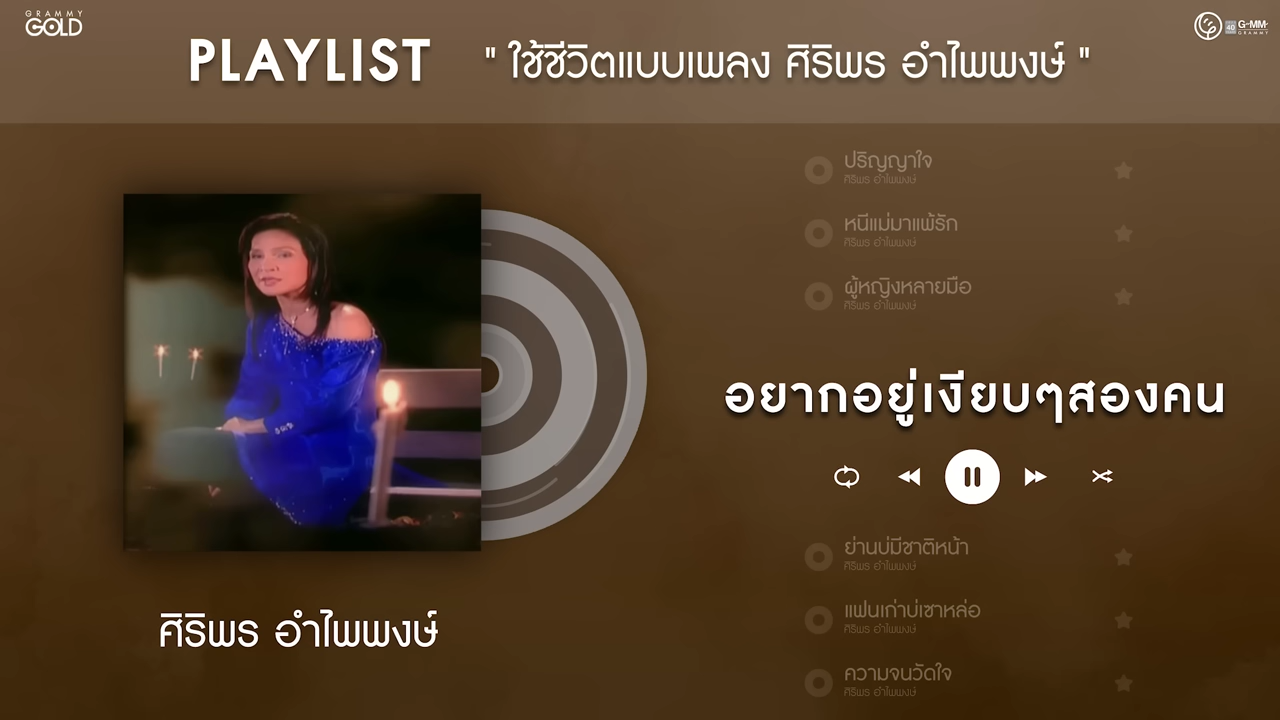 GRAMMY
GOLD
PLAYLIST " ใช้ชีวิตแบบเพลง ศิริพร อำไพพงษ์ "
40 G-MM'
GRAMMY
ปริญญาใจ
ศิริพร อำไพพงษ์
หนีแม่มาแพ้รัก
ศิริพร อำไพพงษ์
ผู้หญิงหลายมือ
ศิริพร อำไพพงษ์
อยากอยู่เงียบๆสองคน
ย่านบ่มีชาติหน้า
ศิริพร อำไพพงษ์
แฟนเก่าบ่เซาหล่อ
ศิริพร อำไพพงษ์
ความจนวัดใจ
ศิริพร อำไพพงษ์
ศิริพร อำไพพงษ์